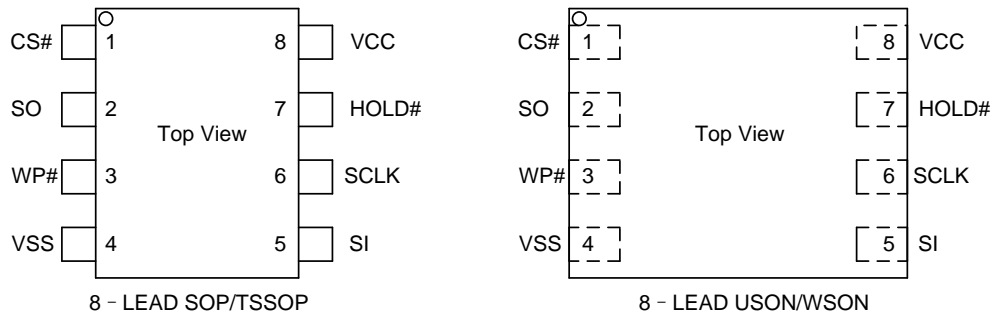 CS# 1 8 VCC CS# 1 8 VCC
SO 2 7 HOLD# SO 2 7 HOLD#
Top View Top View
WP# 3 6 SCLK WP# 3 6 SCLK
VSS 4 5 SI VSS 4 5 SI
8 – LEAD SOP/TSSOP 8 – LEAD USON/WSON